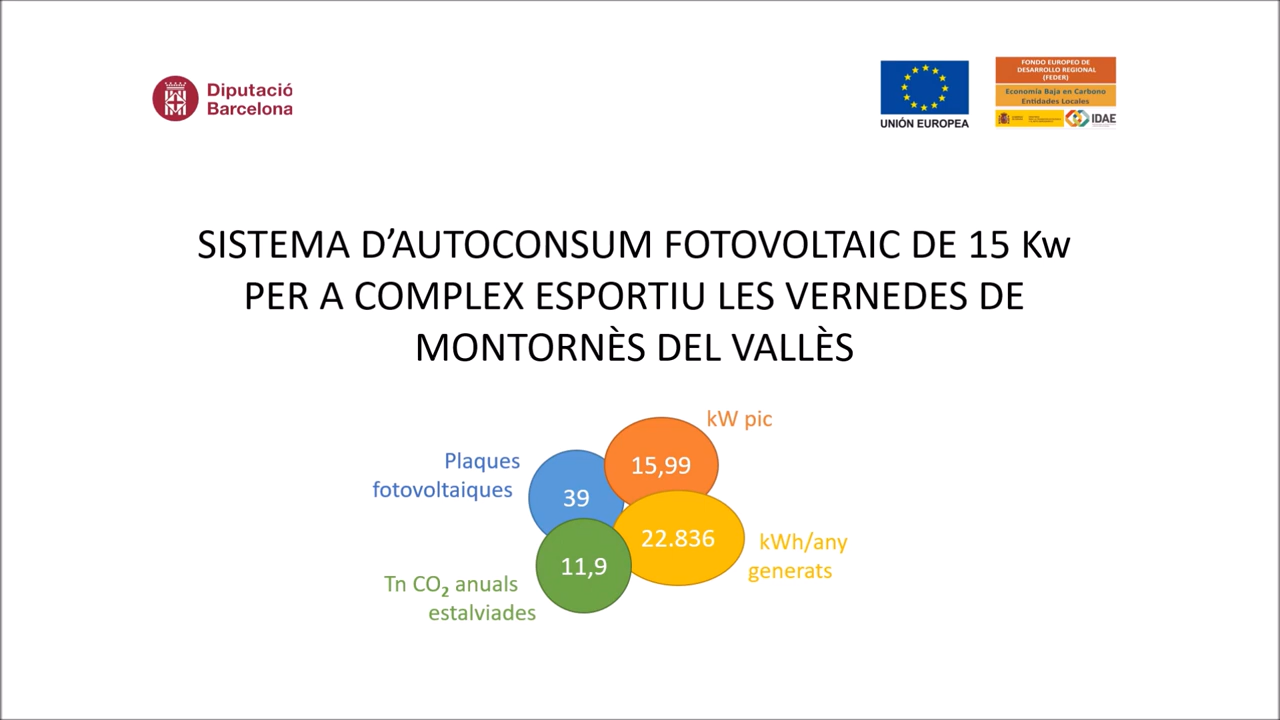 Diputació
Barcelona
UNIÓN EUROPEA
FONDO EUROPEO DE
DESARROLLO REGIONAL
(FEDER)
Economía Baja en Carbono
Entidades Locales
IDAE
SISTEMA D’AUTOCONSUM FOTOVOLTAIC DE 15 Kw
PER A COMPLEX ESPORTIU LES VERNEDES DE
MONTORNÈS DEL VALLÈS
kW pic
15,99
Plaques
fotovoltaiques
39
22.836
kWh/any
generats
11,9
Tn CO₂ anuals
estalviades